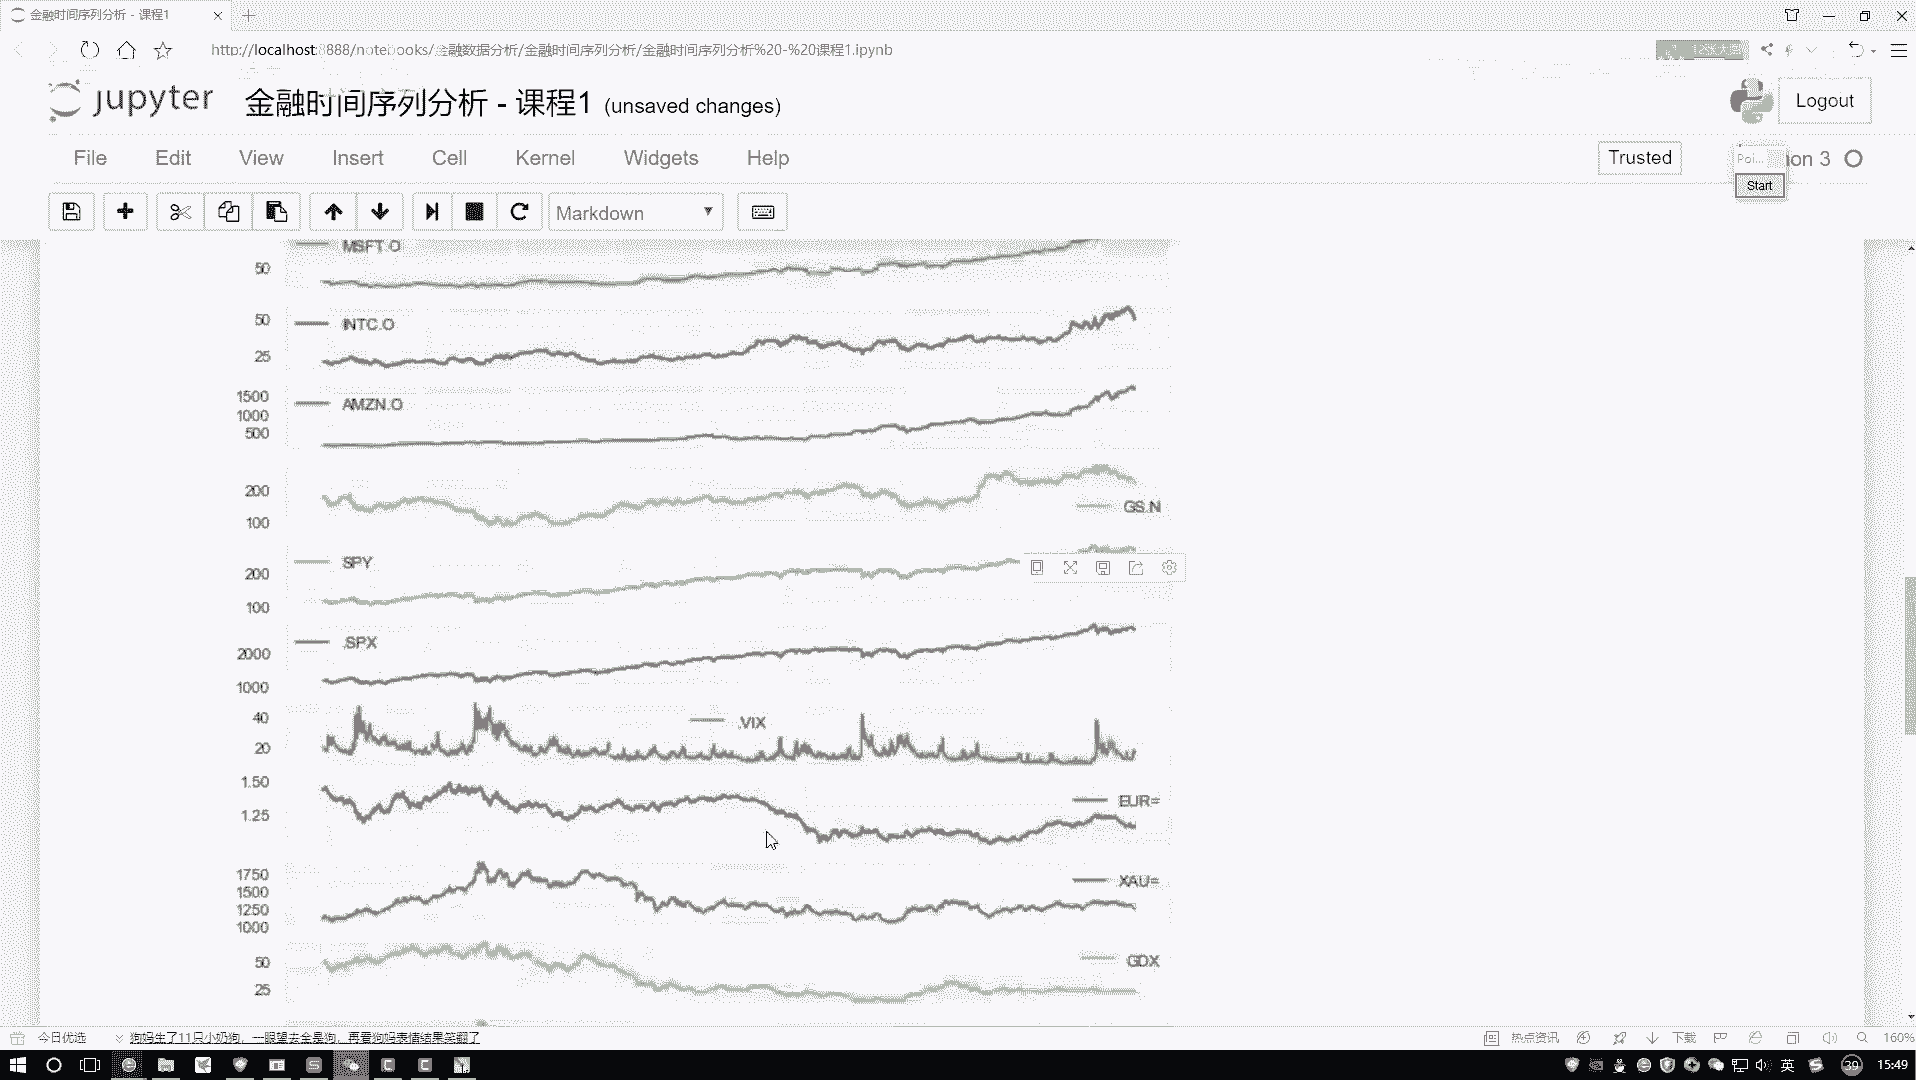 金融时间序列分析 - 课程1
http://localhost:8888/notebooks/金融数据分析/金融时间序列分析/金融时间序列分析%20-%20课程1.ipynb
jupyter 金融时间序列分析 - 课程1 (unsaved changes) Logout
File Edit View Insert Cell Kernel Widgets Help Trusted Poi... on 3
Start
Markdown
MSFT.O
50
50 INTC.O
25
1500
1000 AMZN.O
500
200
100 GS.N
SPY
200
100
.SPX
2000
1000
40 .VIX
20
1.50
1.25 EUR=
1750 XAU=
1500
1250
1000
50 GDX
25
今日优选 狗妈生了11只小奶狗，一眼望去全是狗，再看狗妈表情结果笑翻了 热点资讯 下载 160%
英 39 15:49